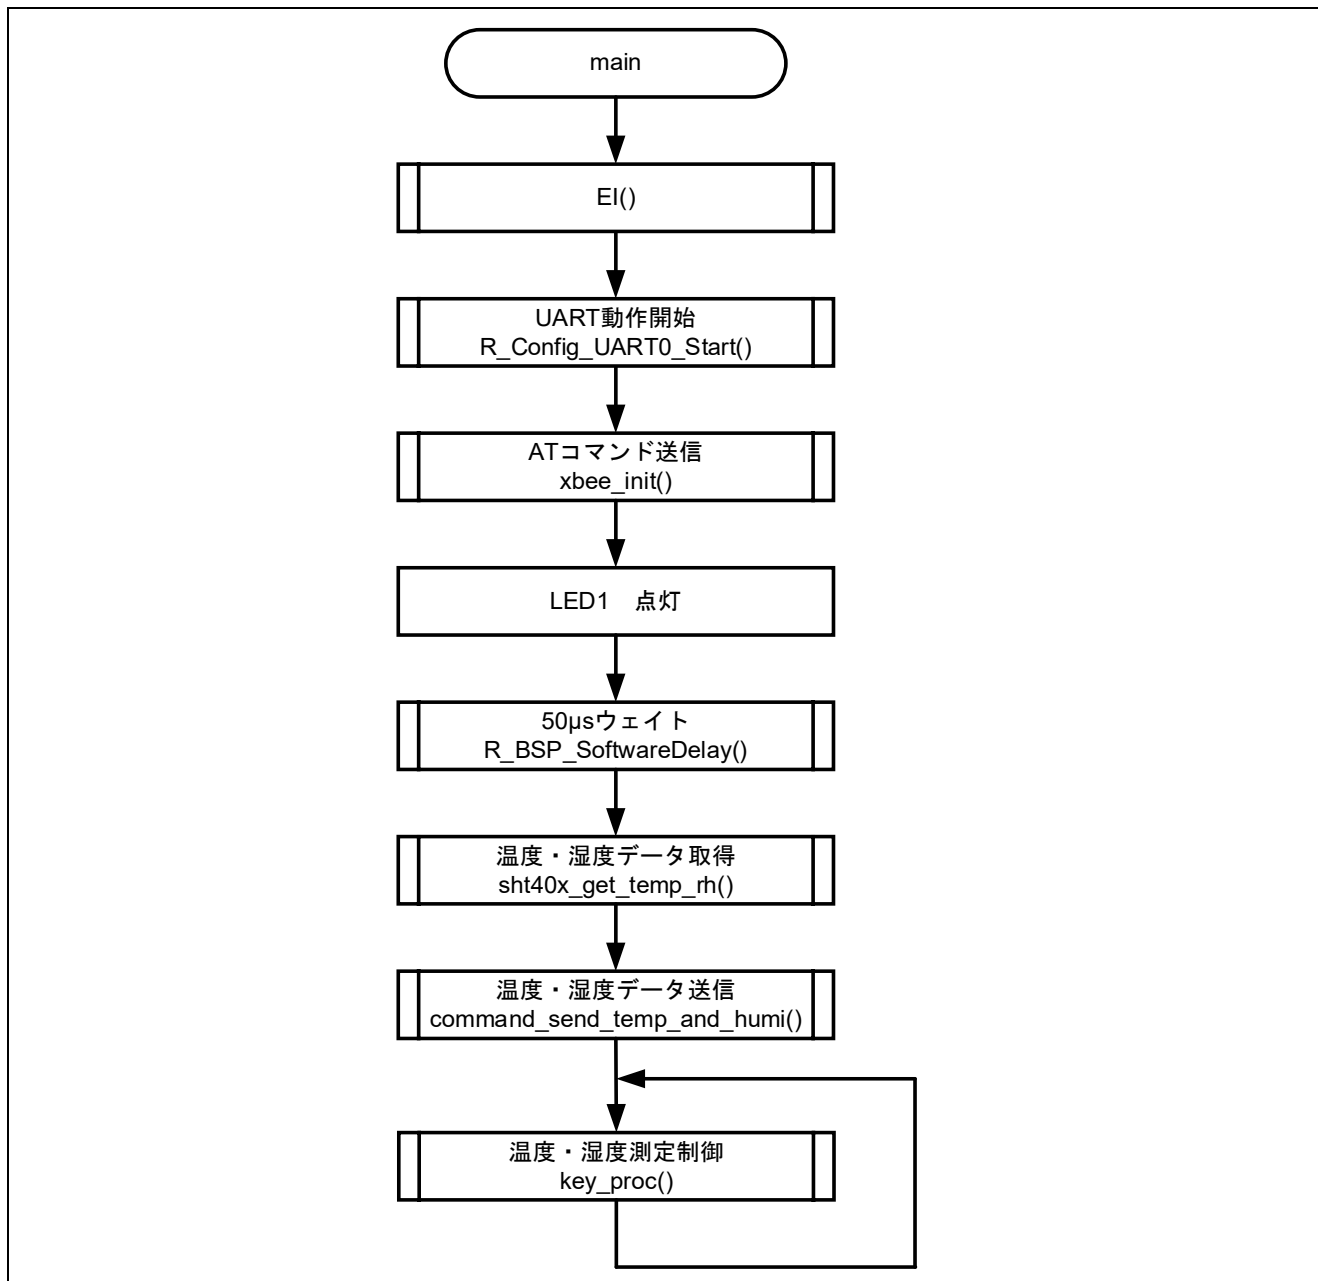 main
EI()
UART動作開始
R_Config_UART0_Start()
ATコマンド送信
xbee_init()
LED1　点灯
50µsウェイト
R_BSP_SoftwareDelay()
温度・湿度データ取得
sht40x_get_temp_rh()
温度・湿度データ送信
command_send_temp_and_humi()
温度・湿度測定制御
key_proc()